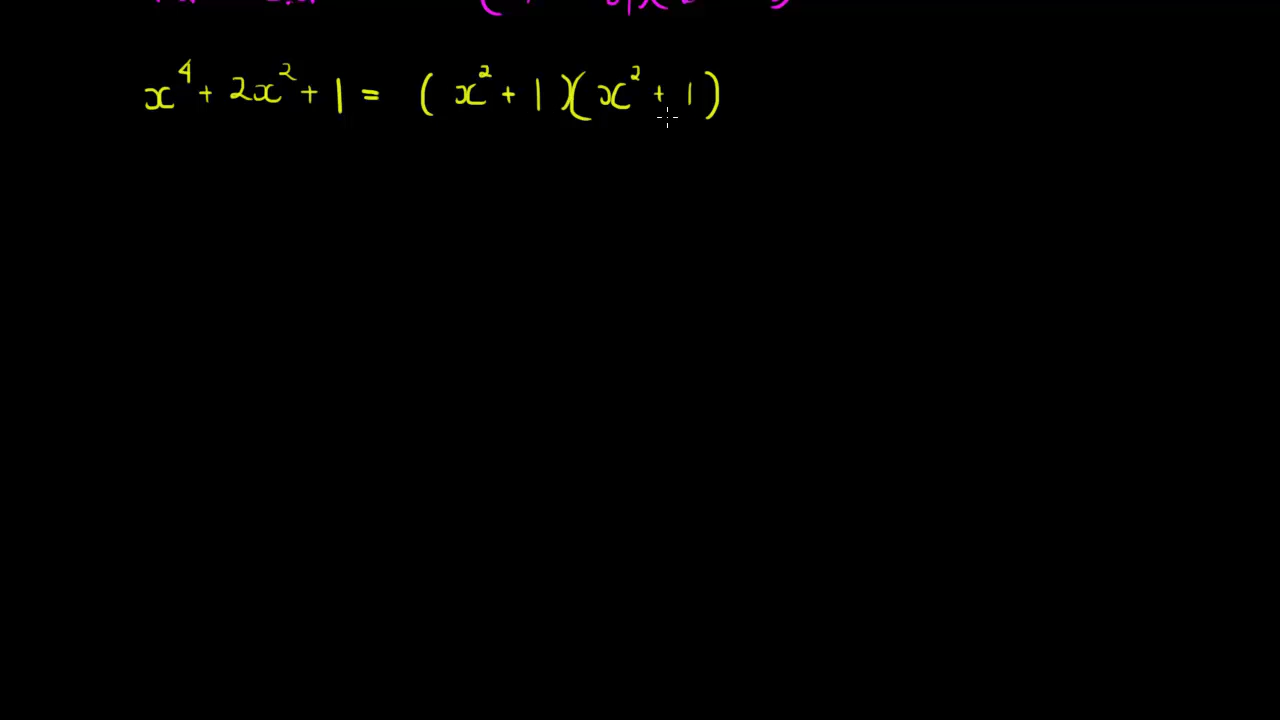 x⁴ + 2x² + 1 = (x² + 1)(x² + 1)